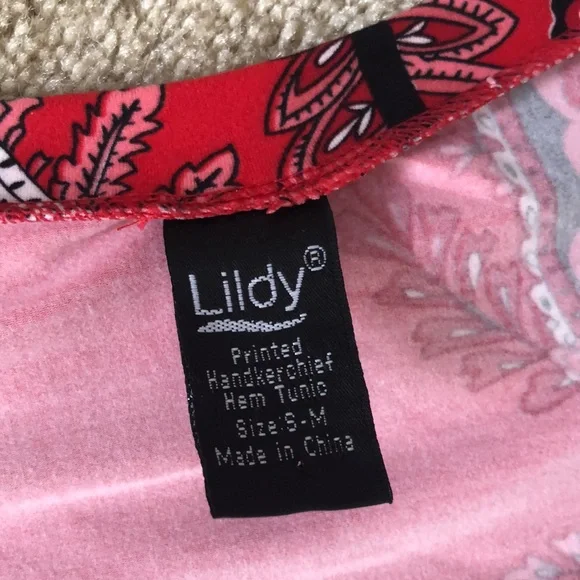 Lildy®
Printed
Handkerchief
Hem Tunic
Size:S-M
Made in China